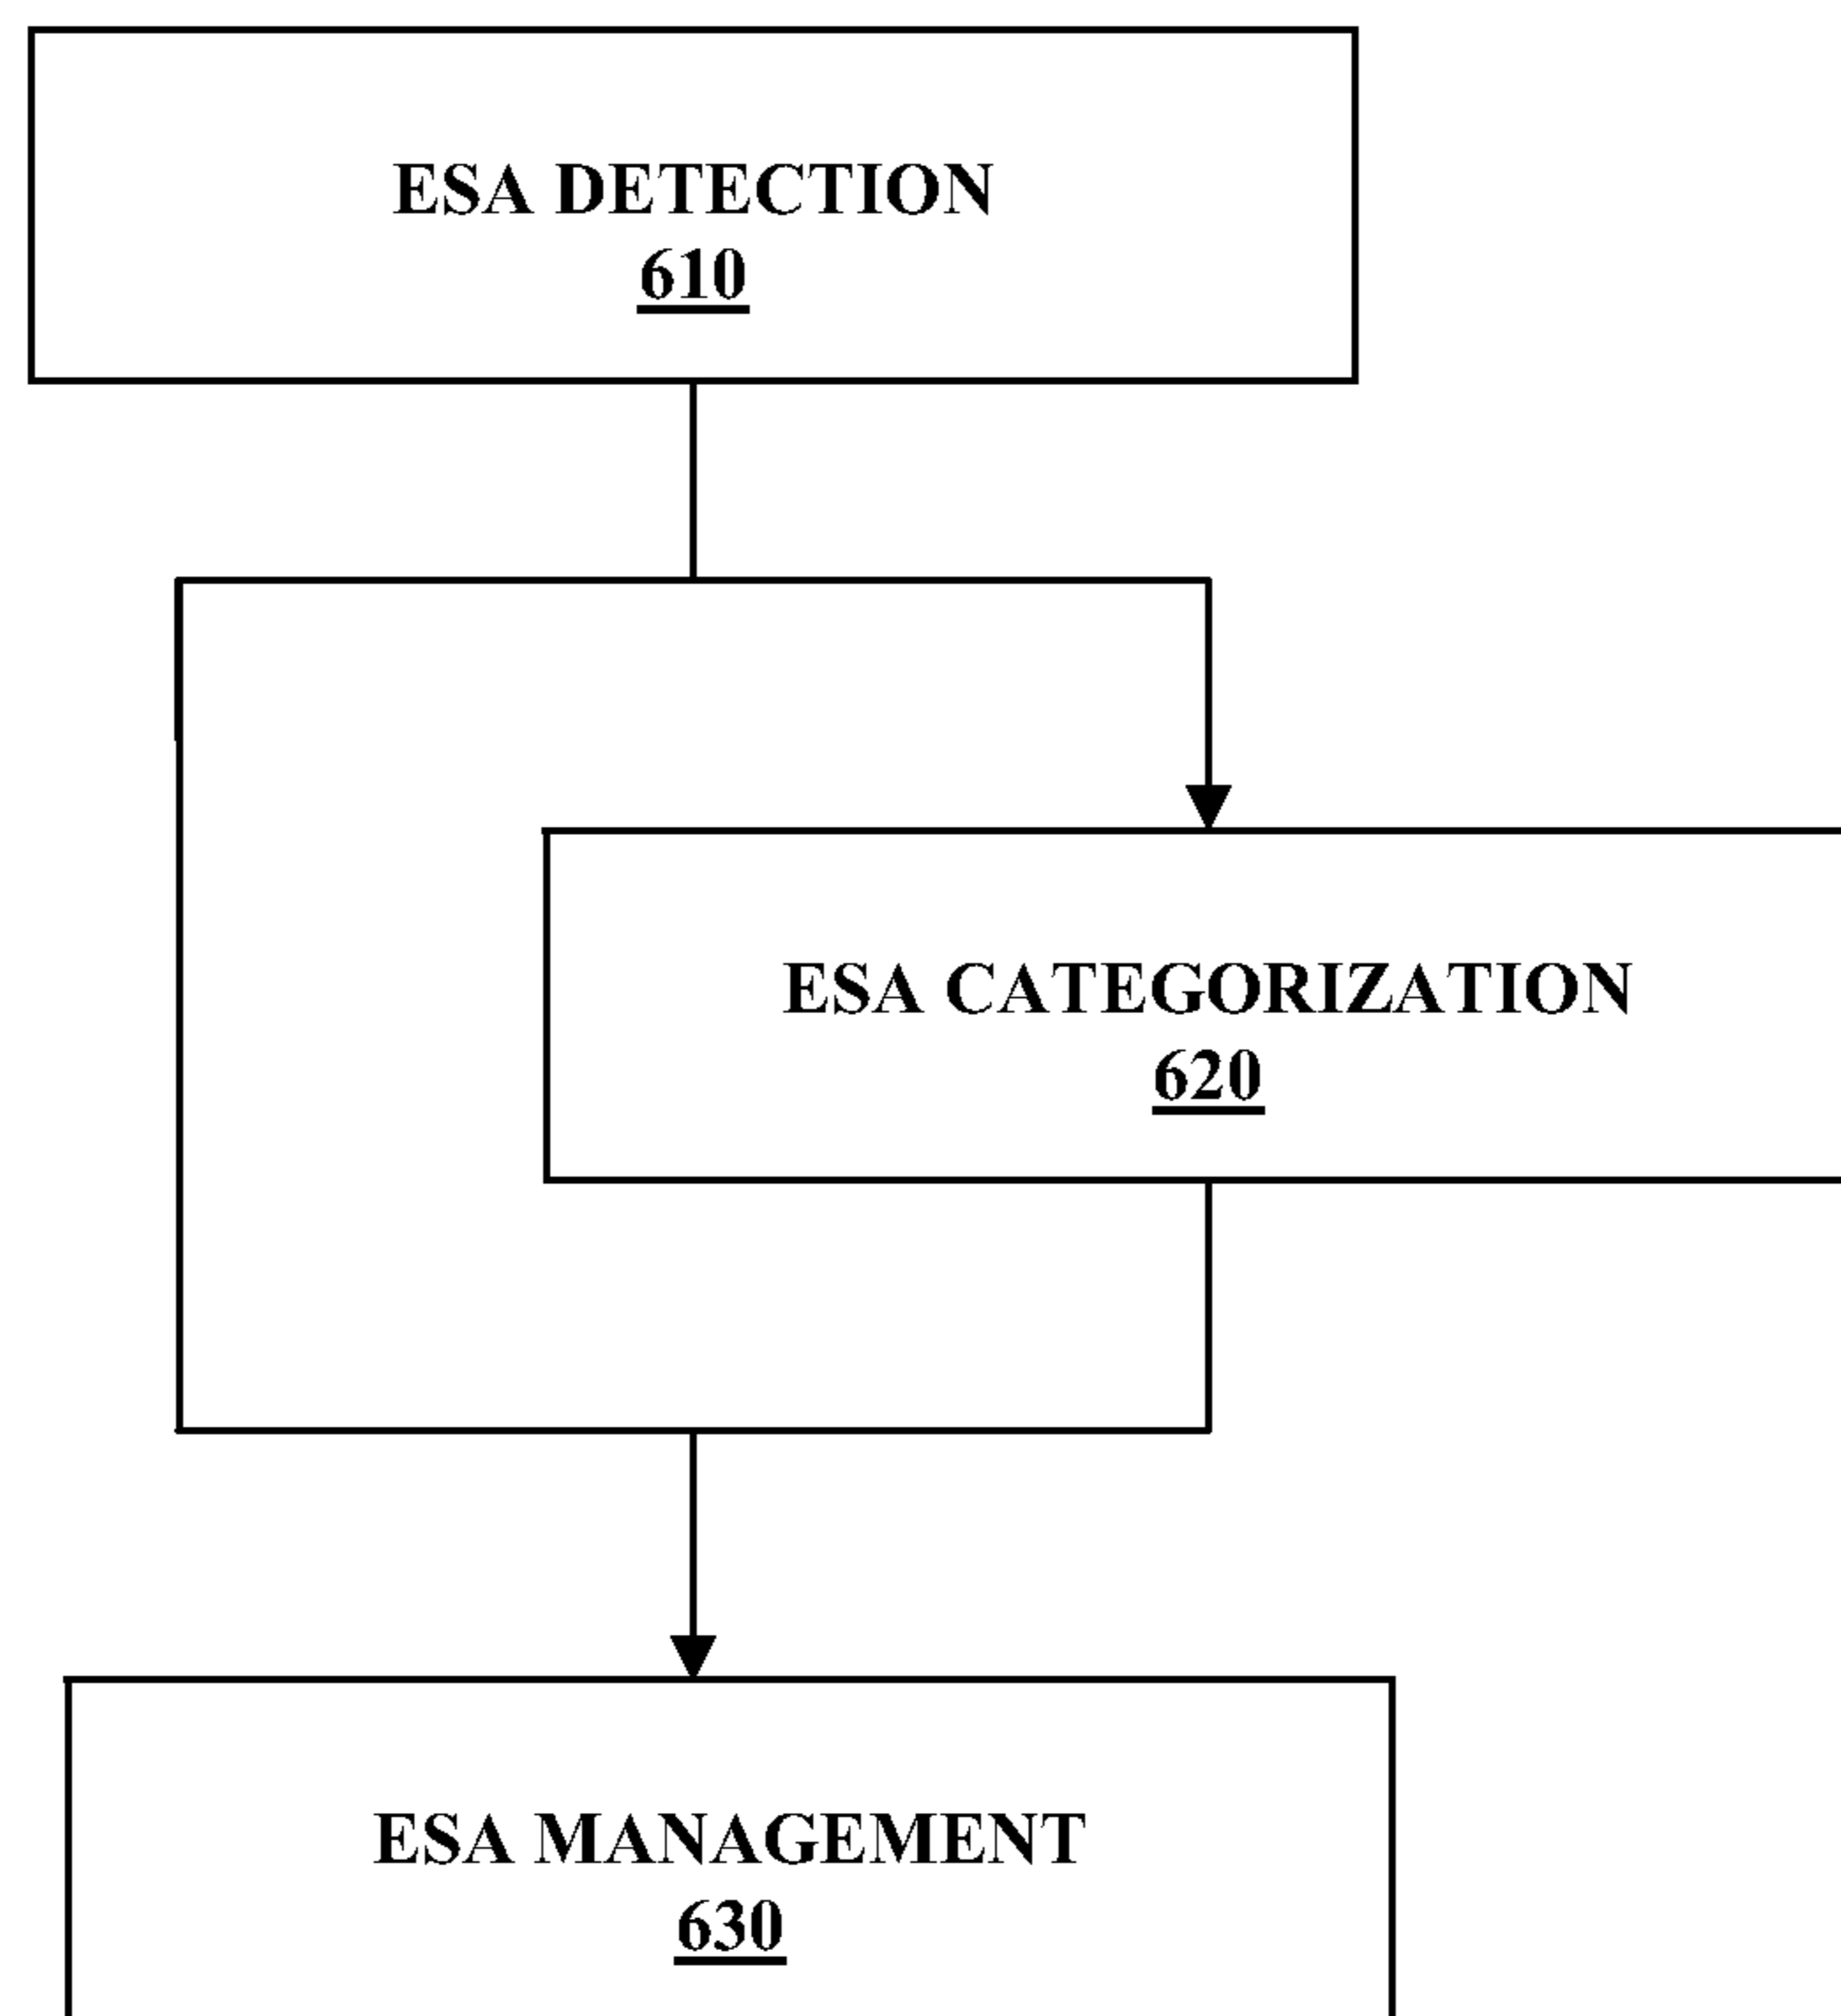 ESA DETECTION
610
ESA CATEGORIZATION
620
ESA MANAGEMENT
630